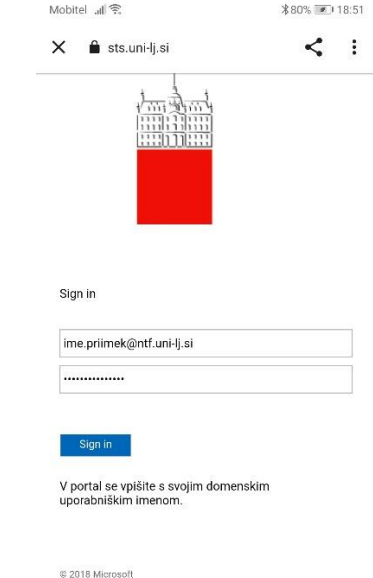 Mobitel 80% 18:51
sts.uni-lj.si
Sign in
ime.priimek@ntf.uni-lj.si
•••••••••••••••
Sign in
V portal se vpišite s svojim domenskim
uporabniškim imenom.
© 2018 Microsoft